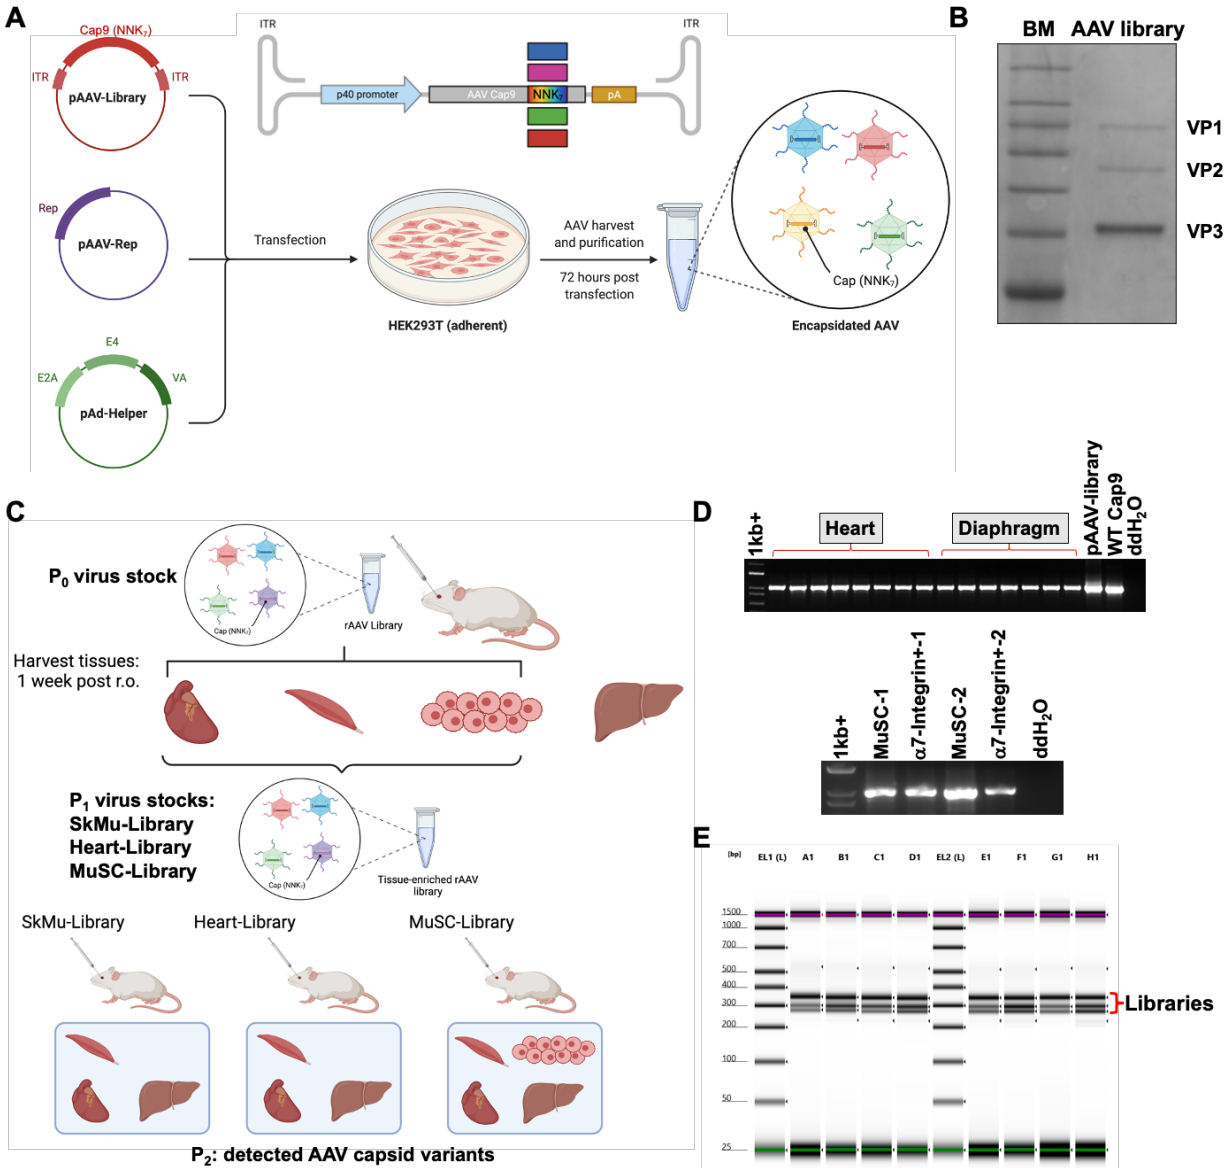 A
Cap9 (NNK7)
ITR
ITR
pAAV-Library
Rep
pAAV-Rep
E4
E2A
VA
pAd-Helper
ITR
ITR
p40 promoter
AAV Cap9
NNK7
pA
Transfection
HEK293T (adherent)
AAV harvest
and purification
72 hours post
transfection
Cap (NNK7)
Encapsidated AAV
B
BM
AAV library
VP1
VP2
VP3
C
P0 virus stock
Cap (NNK7)
rAAV Library
Harvest tissues:
1 week post r.o.
P1 virus stocks:
SkMu-Library
Heart-Library
MuSC-Library
Cap (NNK7)
Tissue-enriched rAAV
library
SkMu-Library
Heart-Library
MuSC-Library
P2: detected AAV capsid variants
D
1kb+
Heart
Diaphragm
pAAV-library
WT Cap9
ddH2O
1kb+
MuSC-1
α7-Integrin+-1
MuSC-2
α7-Integrin+-2
ddH2O
E
[bp]
EL1 (L)
A1
B1
C1
D1
EL2 (L)
E1
F1
G1
H1
1500
1000
700
500
400
300
200
100
50
25
Libraries